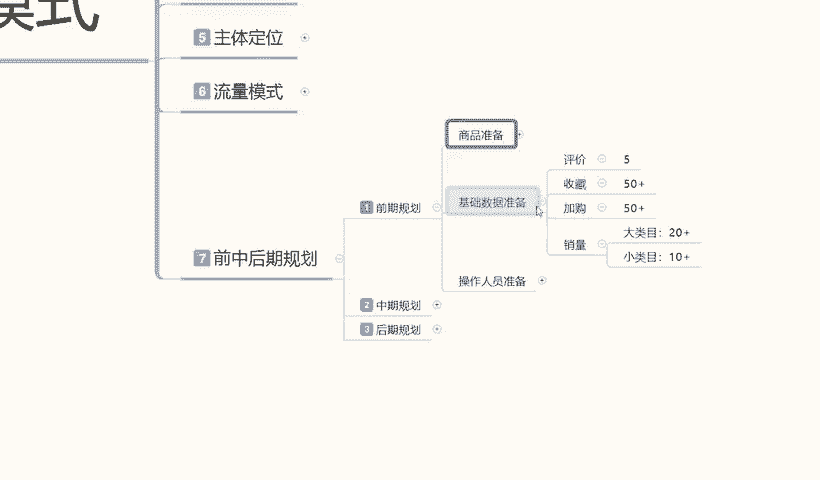 模式
5 主体定位
6 流量模式
7 前中后期规划
1 前期规划
商品准备
基础数据准备
评价 5
收藏 50+
加购 50+
销量
大类目：20+
小类目：10+
操作人员准备
2 中期规划
3 后期规划